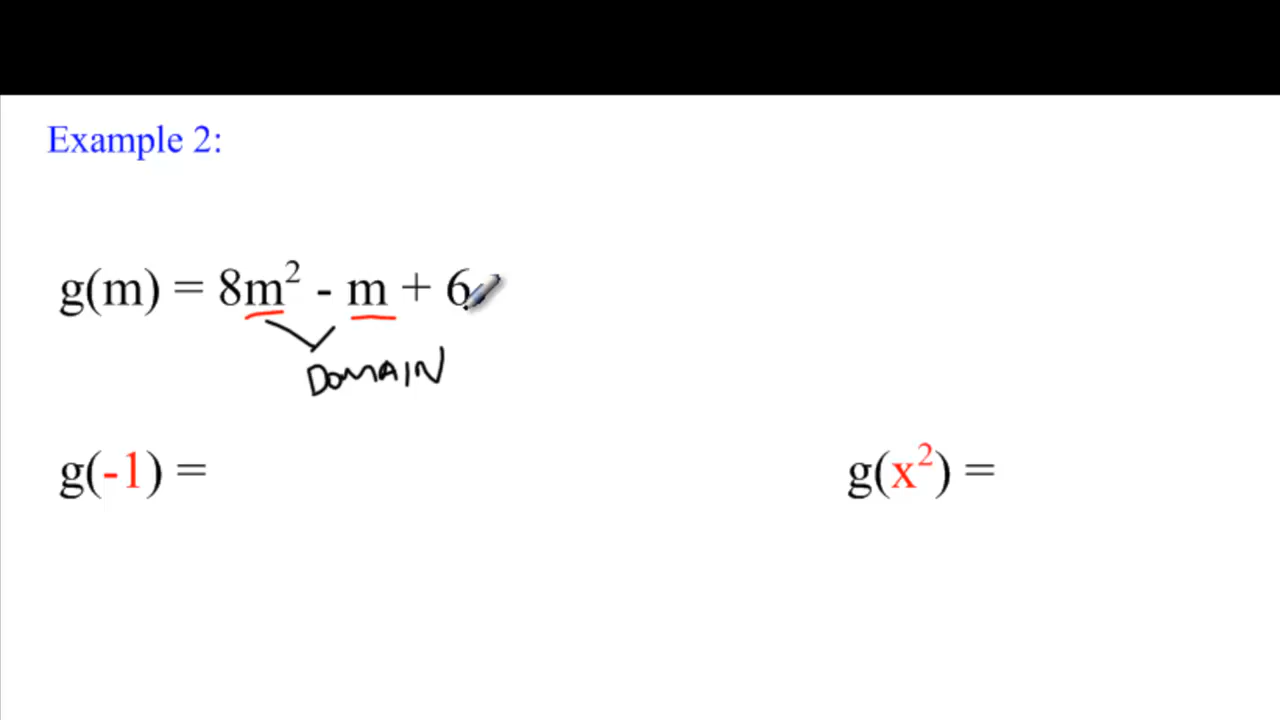 Example 2:
g(m) = 8m² - m + 6
DOMAIN
g(-1) =
g(x²) =